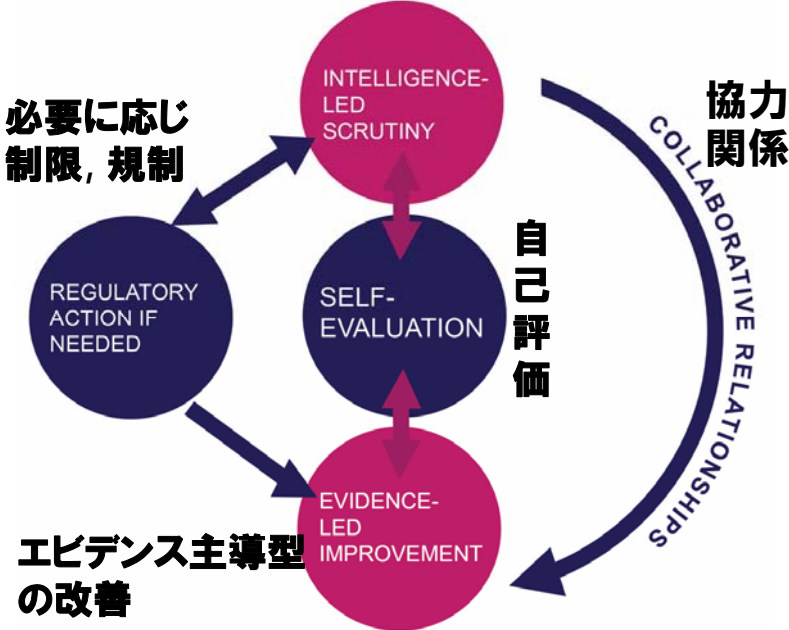 INTELLIGENCE-
LED
SCRUTINY
必要に応じ
制限, 規制
協力
関係
COLLABORATIVE RELATIONSHIPS
REGULATORY
ACTION IF
NEEDED
SELF-
EVALUATION
自己評価
EVIDENCE-
LED
IMPROVEMENT
エビデンス主導型
の改善